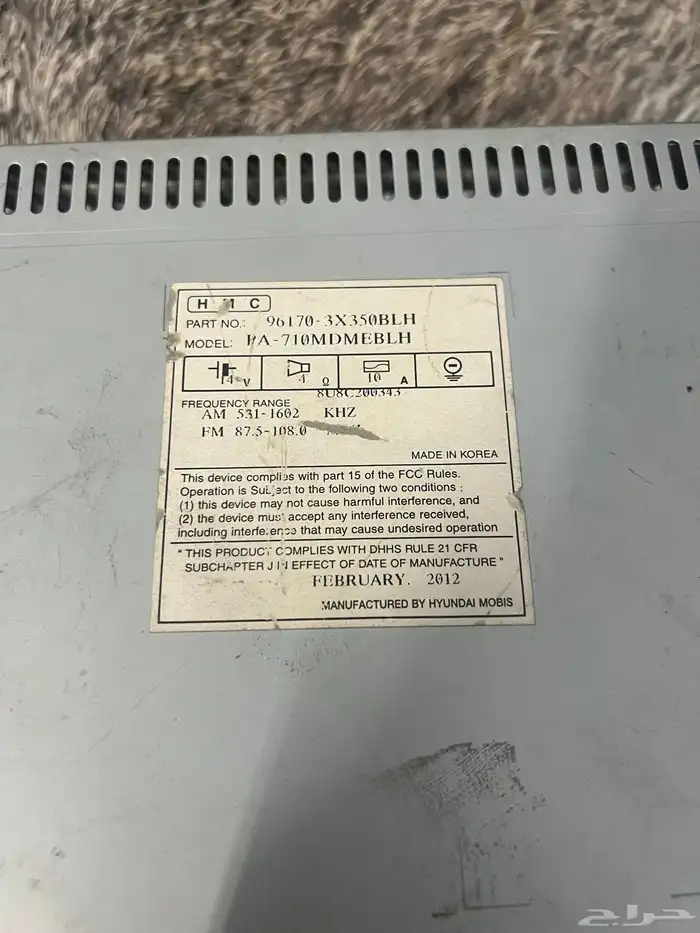 HMC
PART NO.: 96170-3X350BLH
MODEL: PA-710MDMEBLH
14 V 4 Ω 10 A
8U8C200343
FREQUENCY RANGE
AM 531-1602 KHZ
FM 87.5~108.0
MADE IN KOREA
This device complies with part 15 of the FCC Rules.
Operation is Subject to the following two conditions :
(1) this device may not cause harmful interference, and
(2) the device must accept any interference received,
including interference that may cause undesired operation
" THIS PRODUCT COMPLIES WITH DHHS RULE 21 CFR
SUBCHAPTER J IN EFFECT OF DATE OF MANUFACTURE "
FEBRUARY. 2012
MANUFACTURED BY HYUNDAI MOBIS
حراج